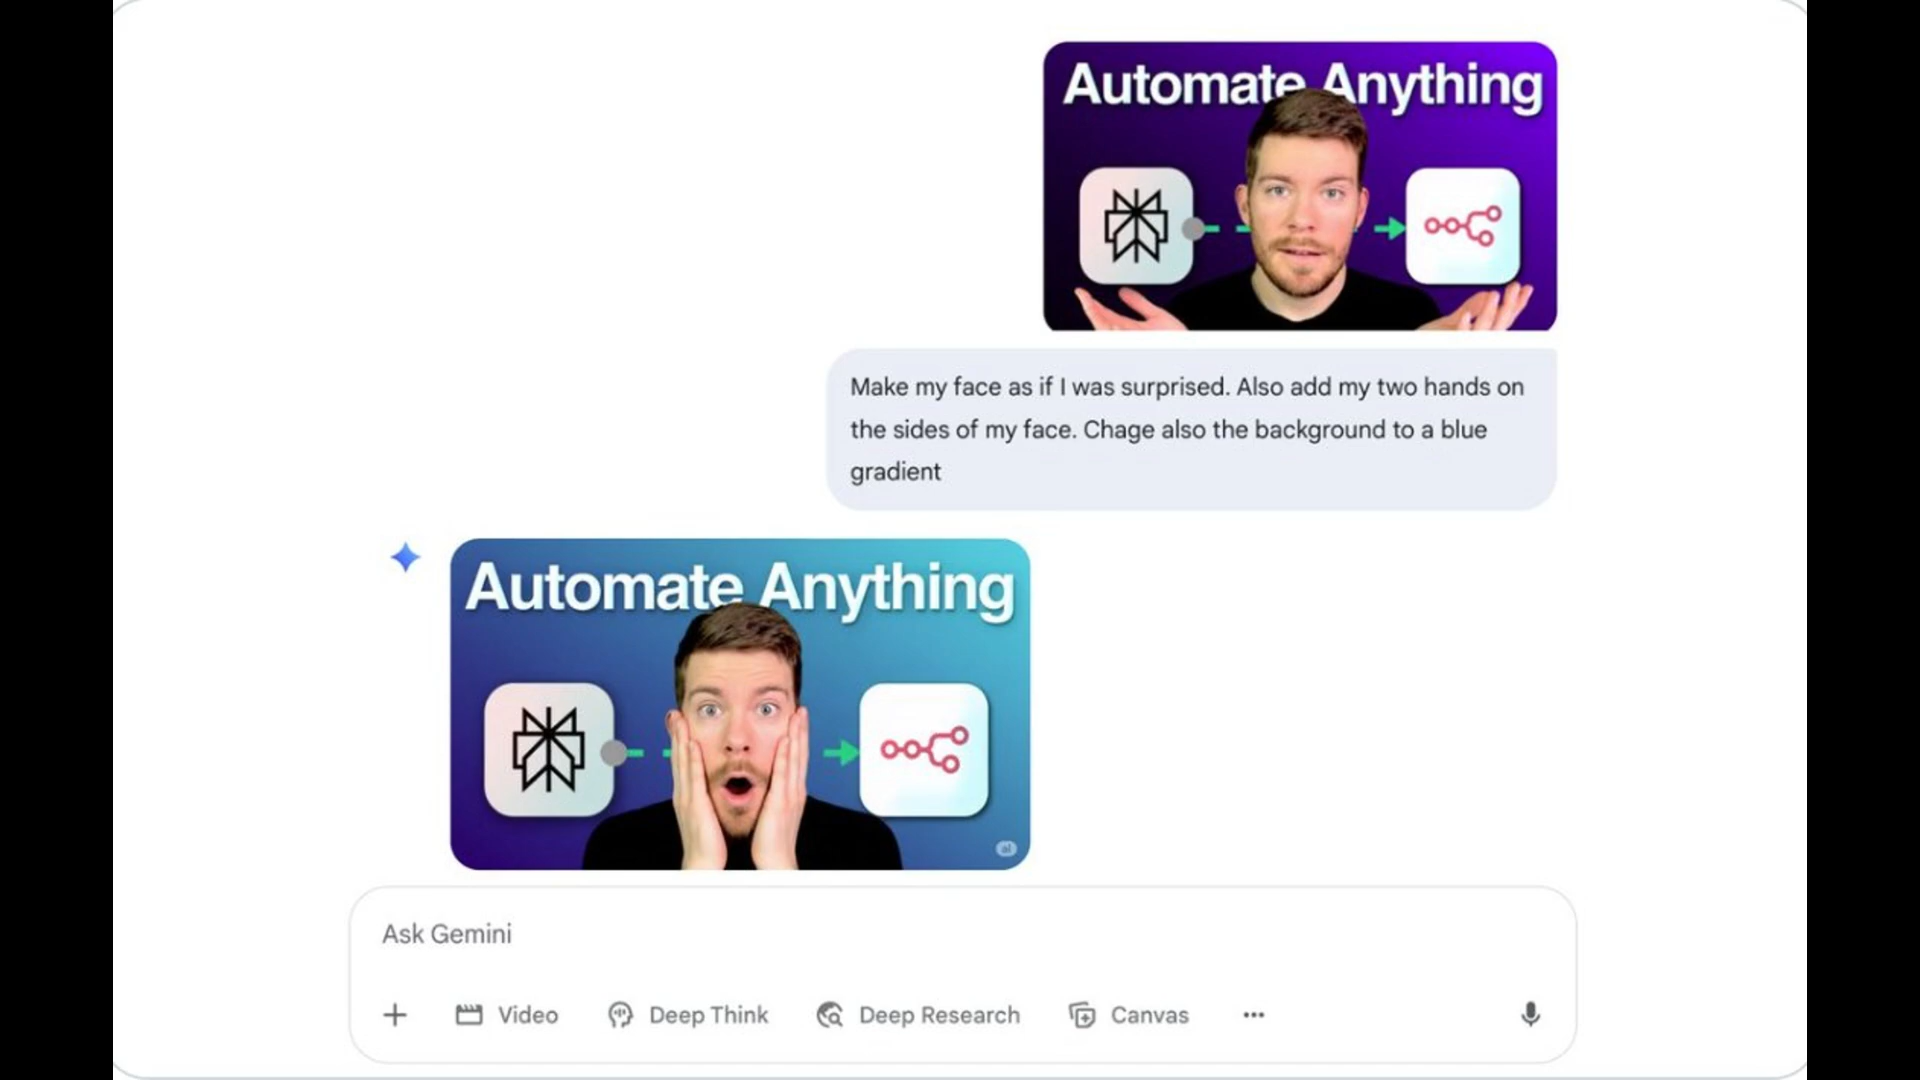 Automate Anything
Make my face as if I was surprised. Also add my two hands on
the sides of my face. Chage also the background to a blue
gradient
Automate Anything
ai
Ask Gemini
Video
Deep Think
Deep Research
Canvas